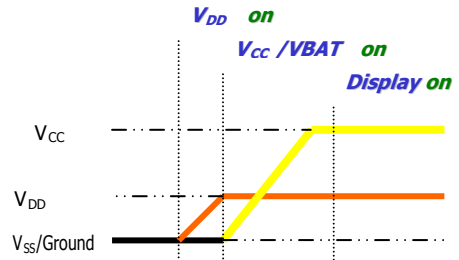 VDD on
VCC /VBAT on
Display on
VCC
VDD
VSS/Ground